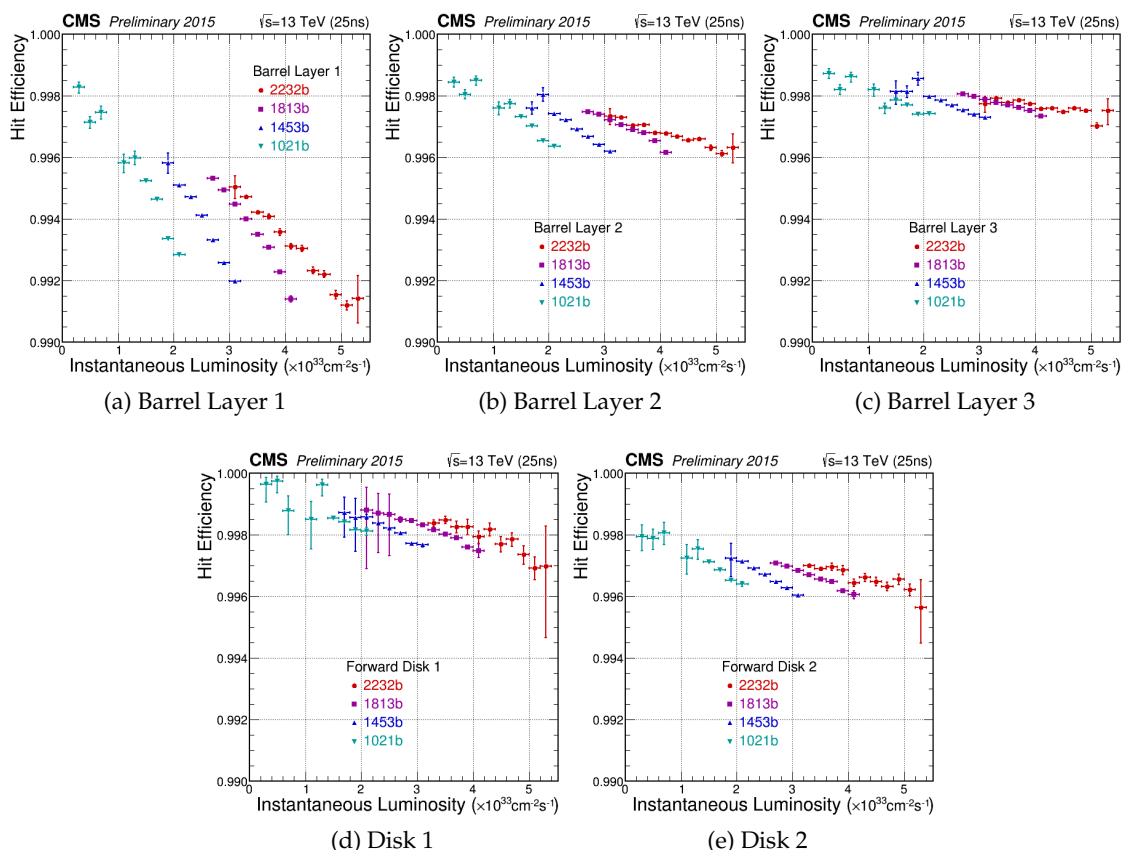 CMS Preliminary 2015 √s=13 TeV (25ns)
Hit Efficiency
1.000
0.998
0.996
0.994
0.992
0.990
Barrel Layer 1
2232b
1813b
1453b
1021b
0 1 2 3 4 5
Instantaneous Luminosity (×10³³cm⁻²s⁻¹)
(a) Barrel Layer 1
CMS Preliminary 2015 √s=13 TeV (25ns)
Hit Efficiency
1.000
0.998
0.996
0.994
0.992
0.990
Barrel Layer 2
2232b
1813b
1453b
1021b
0 1 2 3 4 5
Instantaneous Luminosity (×10³³cm⁻²s⁻¹)
(b) Barrel Layer 2
CMS Preliminary 2015 √s=13 TeV (25ns)
Hit Efficiency
1.000
0.998
0.996
0.994
0.992
0.990
Barrel Layer 3
2232b
1813b
1453b
1021b
0 1 2 3 4 5
Instantaneous Luminosity (×10³³cm⁻²s⁻¹)
(c) Barrel Layer 3
CMS Preliminary 2015 √s=13 TeV (25ns)
Hit Efficiency
1.000
0.998
0.996
0.994
0.992
0.990
Forward Disk 1
2232b
1813b
1453b
1021b
0 1 2 3 4 5
Instantaneous Luminosity (×10³³cm⁻²s⁻¹)
(d) Disk 1
CMS Preliminary 2015 √s=13 TeV (25ns)
Hit Efficiency
1.000
0.998
0.996
0.994
0.992
0.990
Forward Disk 2
2232b
1813b
1453b
1021b
0 1 2 3 4 5
Instantaneous Luminosity (×10³³cm⁻²s⁻¹)
(e) Disk 2